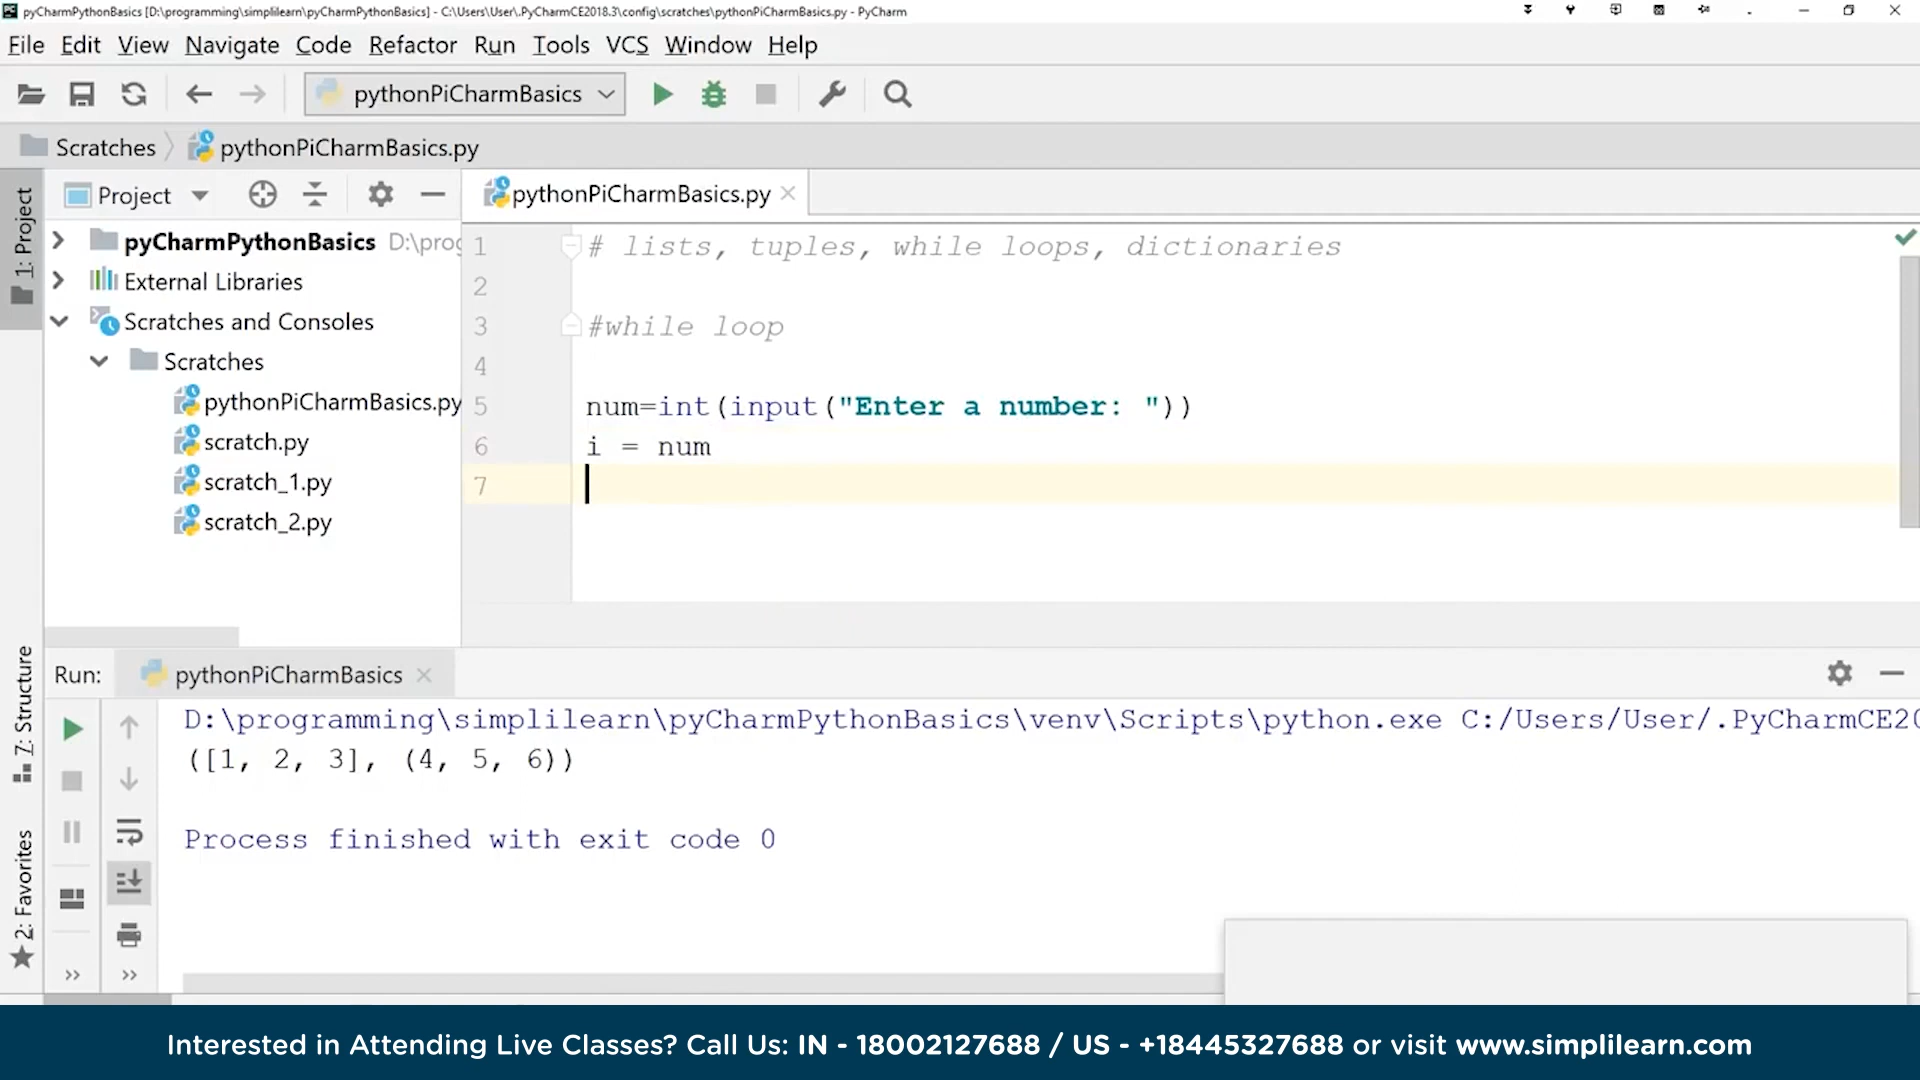 pyCharmPythonBasics [D:\programming\simplilearn\pyCharmPythonBasics] - C:\Users\User\.PyCharmCE2018.3\config\scratches\pythonPiCharmBasics.py - PyCharm
File Edit View Navigate Code Refactor Run Tools VCS Window Help
pythonPiCharmBasics
Scratches pythonPiCharmBasics.py
1: Project
Project
pythonPiCharmBasics.py
pyCharmPythonBasics D:\prog
External Libraries
Scratches and Consoles
Scratches
pythonPiCharmBasics.py
scratch.py
scratch_1.py
scratch_2.py
1 # lists, tuples, while loops, dictionaries
2
3 #while loop
4
5 num=int(input("Enter a number: "))
6 i = num
7
Run: pythonPiCharmBasics
7: Structure
2: Favorites
D:\programming\simplilearn\pyCharmPythonBasics\venv\Scripts\python.exe C:/Users/User/.PyCharmCE20
([1, 2, 3], (4, 5, 6))
Process finished with exit code 0
Interested in Attending Live Classes? Call Us: IN - 18002127688 / US - +18445327688 or visit www.simplilearn.com